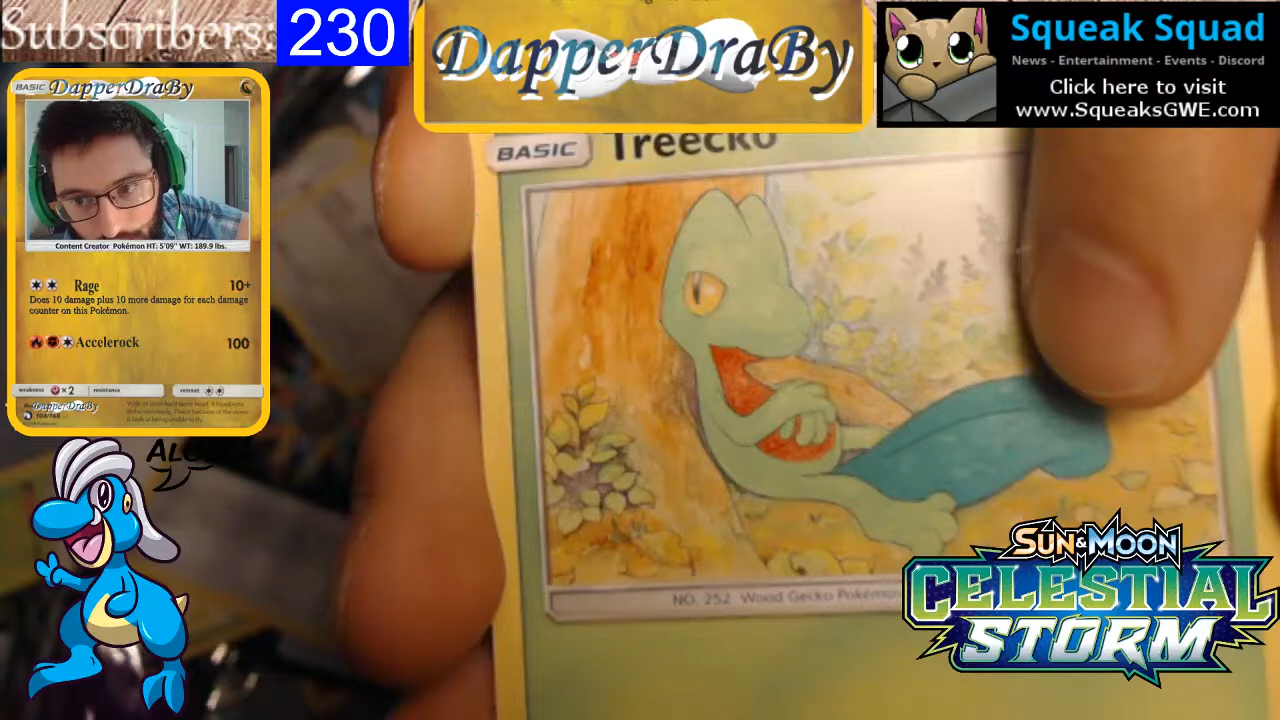 Subscribers:
230
DapperDraBy
Squeak Squad
News - Entertainment - Events - Discord
Click here to visit
www.SqueaksGWE.com
BASIC DapperDraBy
Content Creator Pokémon HT: 5'09" WT: 189.9 lbs.
Rage 10+
Does 10 damage plus 10 more damage for each damage
counter on this Pokémon.
Accelerock 100
weakness ×2 resistance retreat
DapperDraBy
104/168
BASIC Treecko
NO. 252 Wood Gecko Pokémon
SUN & MOON
CELESTIAL
STORM